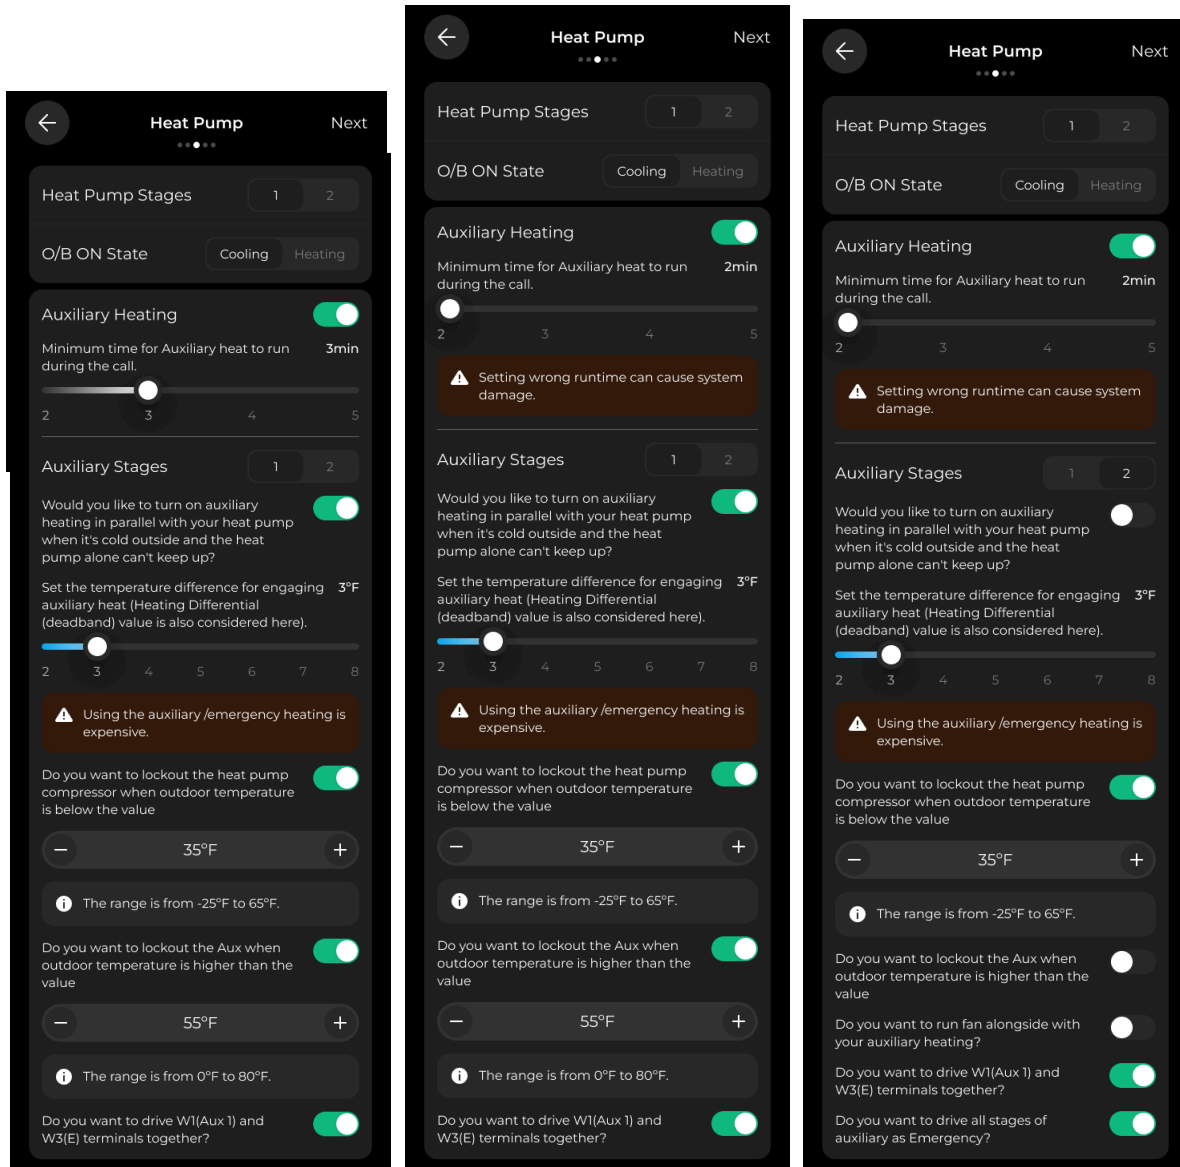 Heat Pump
Next
Heat Pump Stages
1
2
O/B ON State
Cooling
Heating
Auxiliary Heating
Minimum time for Auxiliary heat to run
3min
during the call.
2
3
4
5
Auxiliary Stages
1
2
Would you like to turn on auxiliary
heating in parallel with your heat pump
when it's cold outside and the heat
pump alone can't keep up?
Set the temperature difference for engaging
3°F
auxiliary heat (Heating Differential
(deadband) value is also considered here).
2
3
4
5
6
7
8
Using the auxiliary /emergency heating is
expensive.
Do you want to lockout the heat pump
compressor when outdoor temperature
is below the value
−
35°F
+
The range is from -25°F to 65°F.
Do you want to lockout the Aux when
outdoor temperature is higher than the
value
−
55°F
+
The range is from 0°F to 80°F.
Do you want to drive W1(Aux 1) and
W3(E) terminals together?
Heat Pump
Next
Heat Pump Stages
1
2
O/B ON State
Cooling
Heating
Auxiliary Heating
Minimum time for Auxiliary heat to run
2min
during the call.
2
3
4
5
Setting wrong runtime can cause system
damage.
Auxiliary Stages
1
2
Would you like to turn on auxiliary
heating in parallel with your heat pump
when it's cold outside and the heat
pump alone can't keep up?
Set the temperature difference for engaging
3°F
auxiliary heat (Heating Differential
(deadband) value is also considered here).
2
3
4
5
6
7
8
Using the auxiliary /emergency heating is
expensive.
Do you want to lockout the heat pump
compressor when outdoor temperature
is below the value
−
35°F
+
The range is from -25°F to 65°F.
Do you want to lockout the Aux when
outdoor temperature is higher than the
value
−
55°F
+
The range is from 0°F to 80°F.
Do you want to drive W1(Aux 1) and
W3(E) terminals together?
Heat Pump
Next
Heat Pump Stages
1
2
O/B ON State
Cooling
Heating
Auxiliary Heating
Minimum time for Auxiliary heat to run
2min
during the call.
2
3
4
5
Setting wrong runtime can cause system
damage.
Auxiliary Stages
1
2
Would you like to turn on auxiliary
heating in parallel with your heat pump
when it's cold outside and the heat
pump alone can't keep up?
Set the temperature difference for engaging
3°F
auxiliary heat (Heating Differential
(deadband) value is also considered here).
2
3
4
5
6
7
8
Using the auxiliary /emergency heating is
expensive.
Do you want to lockout the heat pump
compressor when outdoor temperature
is below the value
−
35°F
+
The range is from -25°F to 65°F.
Do you want to lockout the Aux when
outdoor temperature is higher than the
value
Do you want to run fan alongside with
your auxiliary heating?
Do you want to drive W1(Aux 1) and
W3(E) terminals together?
Do you want to drive all stages of
auxiliary as Emergency?